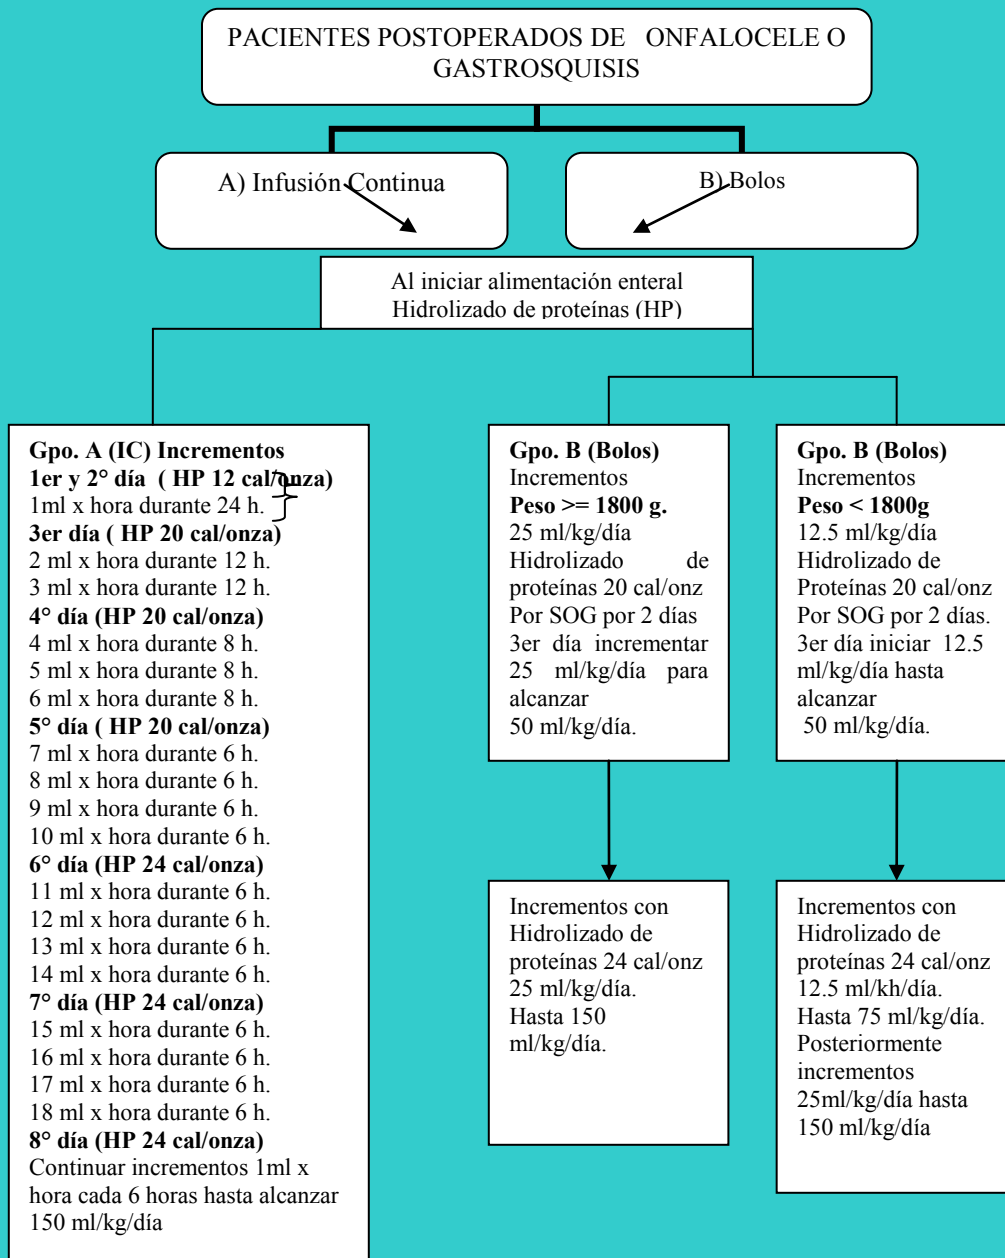 PACIENTES POSTOPERADOS DE ONFALOCELE O
GASTROSQUISIS
A) Infusión Continua
B) Bolos
Al iniciar alimentación enteral
Hidrolizado de proteínas (HP)
Gpo. A (IC) Incrementos
1er y 2° día ( HP 12 cal/onza)
1ml x hora durante 24 h.
3er día ( HP 20 cal/onza)
2 ml x hora durante 12 h.
3 ml x hora durante 12 h.
4° día (HP 20 cal/onza)
4 ml x hora durante 8 h.
5 ml x hora durante 8 h.
6 ml x hora durante 8 h.
5° día ( HP 20 cal/onza)
7 ml x hora durante 6 h.
8 ml x hora durante 6 h.
9 ml x hora durante 6 h.
10 ml x hora durante 6 h.
6° día (HP 24 cal/onza)
11 ml x hora durante 6 h.
12 ml x hora durante 6 h.
13 ml x hora durante 6 h.
14 ml x hora durante 6 h.
7° día (HP 24 cal/onza)
15 ml x hora durante 6 h.
16 ml x hora durante 6 h.
17 ml x hora durante 6 h.
18 ml x hora durante 6 h.
8° día (HP 24 cal/onza)
Continuar incrementos 1ml x
hora cada 6 horas hasta alcanzar
150 ml/kg/día
Gpo. B (Bolos)
Incrementos
Peso >= 1800 g.
25 ml/kg/día
Hidrolizado de
proteínas 20 cal/onz
Por SOG por 2 días
3er día incrementar
25 ml/kg/día para
alcanzar
50 ml/kg/día.
Incrementos con
Hidrolizado de
proteínas 24 cal/onz
25 ml/kg/día.
Hasta 150
ml/kg/día.
Gpo. B (Bolos)
Incrementos
Peso < 1800g
12.5 ml/kg/día
Hidrolizado de
Proteínas 20 cal/onz
Por SOG por 2 días.
3er día iniciar 12.5
ml/kg/día hasta
alcanzar
50 ml/kg/día.
Incrementos con
Hidrolizado de
proteínas 24 cal/onz
12.5 ml/kh/día.
Hasta 75 ml/kg/día.
Posteriormente
incrementos
25ml/kg/día hasta
150 ml/kg/día